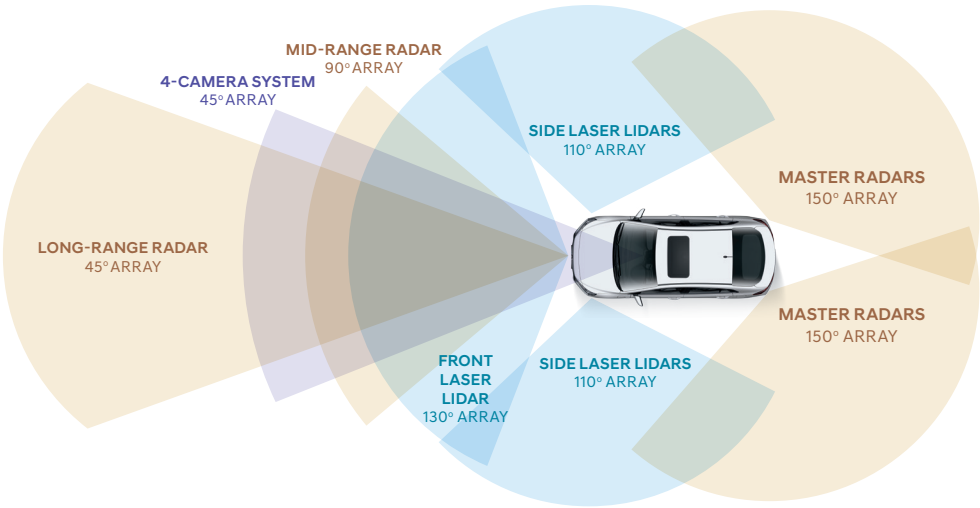 MID-RANGE RADAR
90° ARRAY
4-CAMERA SYSTEM
45° ARRAY
SIDE LASER LIDARS
110° ARRAY
MASTER RADARS
150° ARRAY
LONG-RANGE RADAR
45° ARRAY
MASTER RADARS
150° ARRAY
FRONT
LASER
LIDAR
130° ARRAY
SIDE LASER LIDARS
110° ARRAY